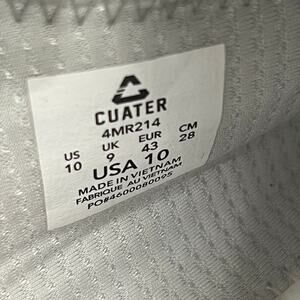 CUATER
4MR214
US UK EUR CM
10 9 43 28
USA 10
MADE IN VIETNAM
FABRIQUE AU VIETNAM
PO#4600080095